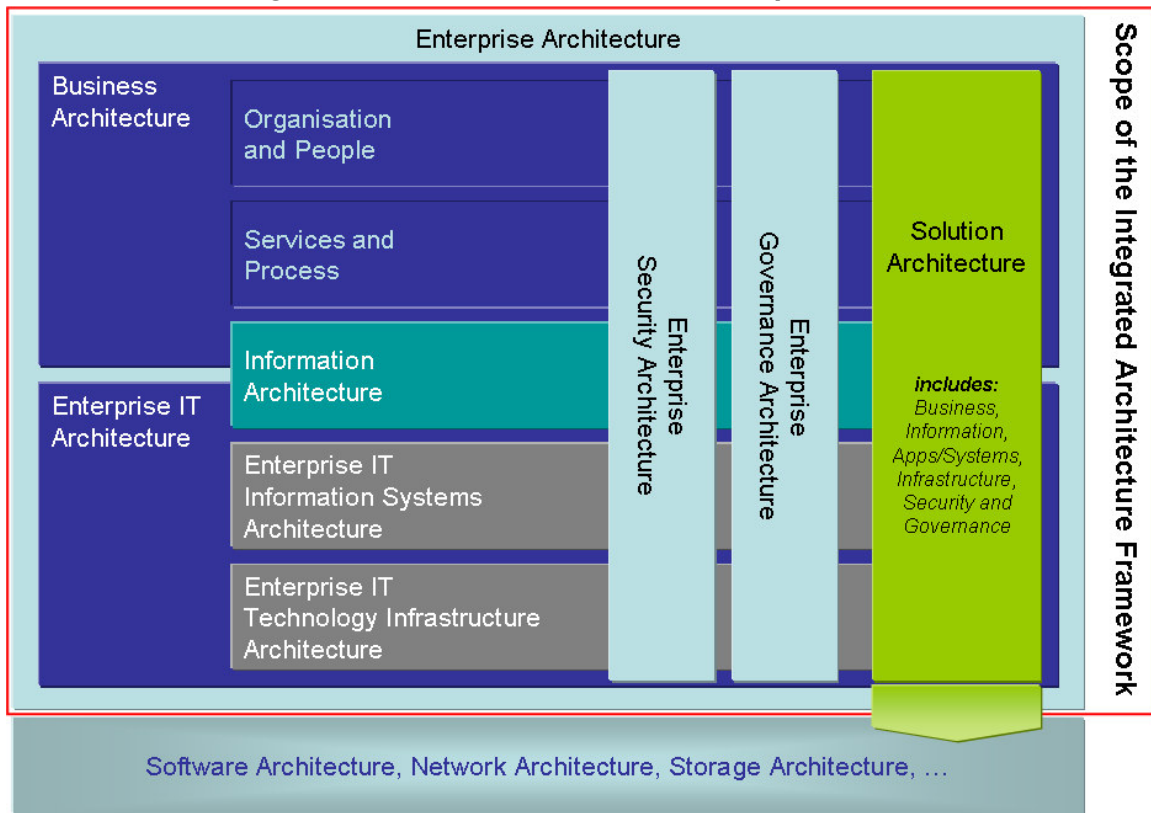 Enterprise Architecture
Business
Architecture
Organisation
and People
Services and
Process
Information
Architecture
Enterprise IT
Architecture
Enterprise IT
Information Systems
Architecture
Enterprise IT
Technology Infrastructure
Architecture
Enterprise
Security Architecture
Enterprise
Governance Architecture
Solution
Architecture
includes:
Business,
Information,
Apps/Systems,
Infrastructure,
Security and
Governance
Scope of the Integrated Architecture Framework
Software Architecture, Network Architecture, Storage Architecture, ...